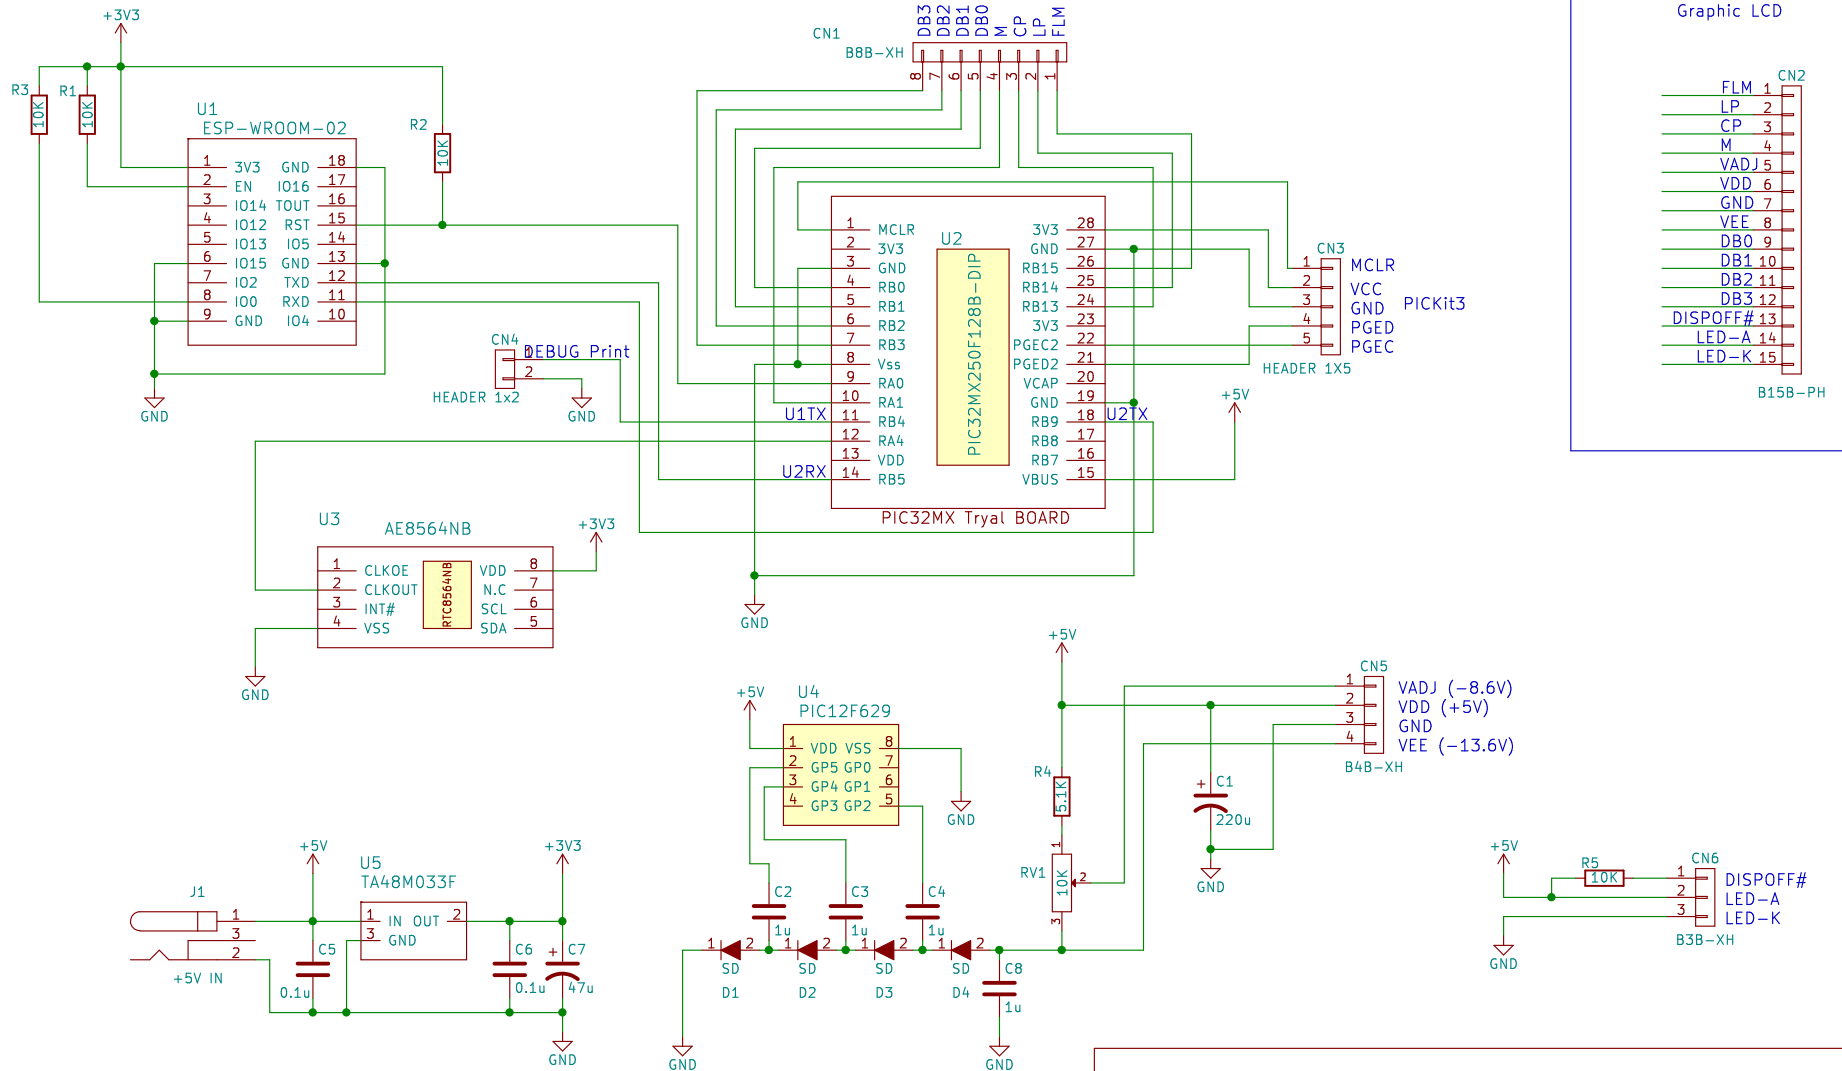 +3V3
R3
10K
R1
10K
U1
ESP-WROOM-02
1 3V3 GND 18
2 EN IO16 17
3 IO14 TOUT 16
4 IO12 RST 15
5 IO13 IO5 14
6 IO15 GND 13
7 IO2 TXD 12
8 IO0 RXD 11
9 GND IO4 10
GND
R2
10K
CN1
B8B-XH
DB3 DB2 DB1 DB0 M CP LP FLM
8 7 6 5 4 3 2 1
U2
PIC32MX250F128B-DIP
1 MCLR 3V3 28
2 3V3 GND 27
3 GND RB15 26
4 RB0 RB14 25
5 RB1 RB13 24
6 RB2 3V3 23
7 RB3 PGEC2 22
8 Vss PGED2 21
9 RA0 VCAP 20
10 RA1 GND 19
U1TX 11 RB4 RB9 18 U2TX
12 RA4 RB8 17
13 VDD RB7 16
U2RX 14 RB5 VBUS 15
PIC32MX Tryal BOARD
GND
+5V
CN3
1 MCLR
2 VCC
3 GND
4 PGED
5 PGEC
PICKit3
HEADER 1X5
CN4
1 DEBUG Print
2
HEADER 1x2
GND
Graphic LCD
CN2
FLM 1
LP 2
CP 3
M 4
VADJ 5
VDD 6
GND 7
VEE 8
DB0 9
DB1 10
DB2 11
DB3 12
DISPOFF# 13
LED-A 14
LED-K 15
B15B-PH
U3
AE8564NB
+3V3
RTC8564NB
1 CLKOE VDD 8
2 CLKOUT N.C 7
3 INT# SCL 6
4 VSS SDA 5
GND
+5V
U4
PIC12F629
1 VDD VSS 8
2 GP5 GP0 7
3 GP4 GP1 6
4 GP3 GP2 5
GND
C2
1u
C3
1u
C4
1u
1 2
SD
D1
1 2
SD
D2
1 2
SD
D3
1 2
SD
D4
C8
1u
GND
GND
+5V
R4
5.1K
RV1
10K
1
2
3
+ C1
220u
GND
CN5
1 VADJ (-8.6V)
2 VDD (+5V)
3 GND
4 VEE (-13.6V)
B4B-XH
+5V
R5
10K
CN6
1 DISPOFF#
2 LED-A
3 LED-K
B3B-XH
GND
J1
1
3
2
+5V IN
+5V
C5
0.1u
U5
TA48M033F
1 IN OUT 2
3 GND
C6
0.1u
+3V3
+ C7
47u
GND